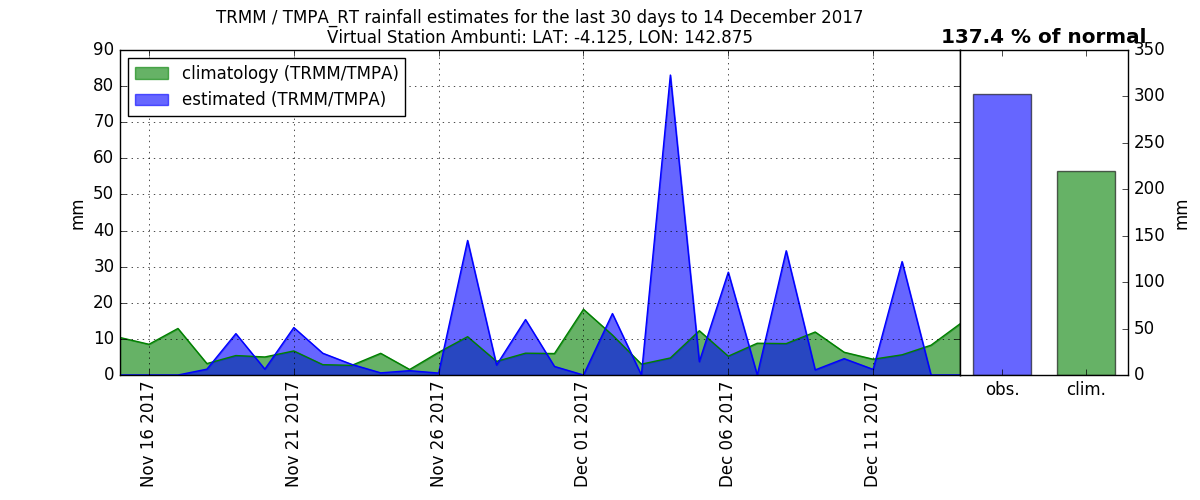 TRMM / TMPA_RT rainfall estimates for the last 30 days to 14 December 2017
Virtual Station Ambunti: LAT: -4.125, LON: 142.875
137.4 % of normal
climatology (TRMM/TMPA)
estimated (TRMM/TMPA)
90
80
70
60
50
40
30
20
10
0
mm
Nov 16 2017
Nov 21 2017
Nov 26 2017
Dec 01 2017
Dec 06 2017
Dec 11 2017
350
300
250
200
150
100
50
0
mm
obs.
clim.